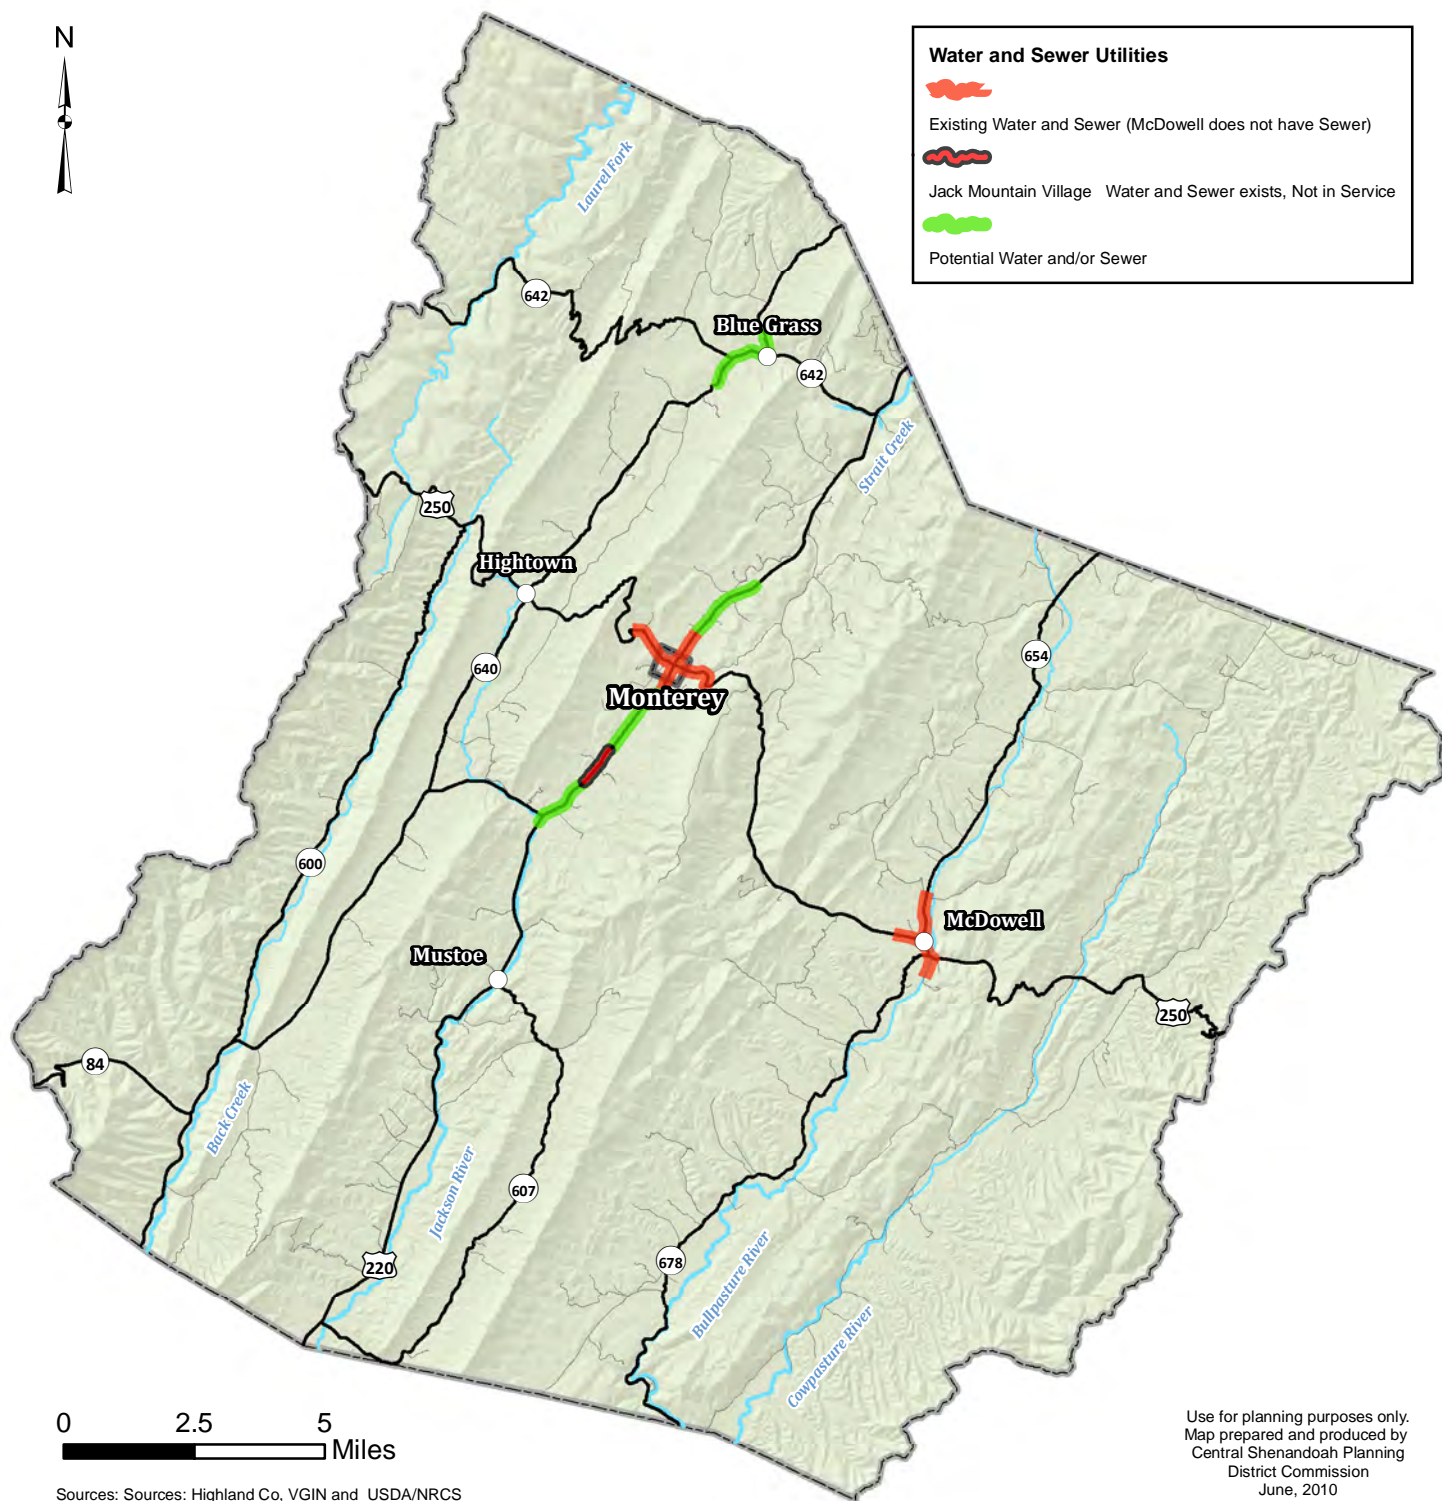 N
Water and Sewer Utilities
Existing Water and Sewer (McDowell does not have Sewer)
Jack Mountain Village Water and Sewer exists, Not in Service
Potential Water and/or Sewer
Laurel Fork
642
Blue Grass
642
Strait Creek
250
Hightown
640
654
Monterey
600
McDowell
Mustoe
250
84
Back Creek
Jackson River
607
220
678
Bullpasture River
Cowpasture River
0 2.5 5
Miles
Sources: Sources: Highland Co, VGIN and USDA/NRCS
Use for planning purposes only.
Map prepared and produced by
Central Shenandoah Planning
District Commission
June, 2010